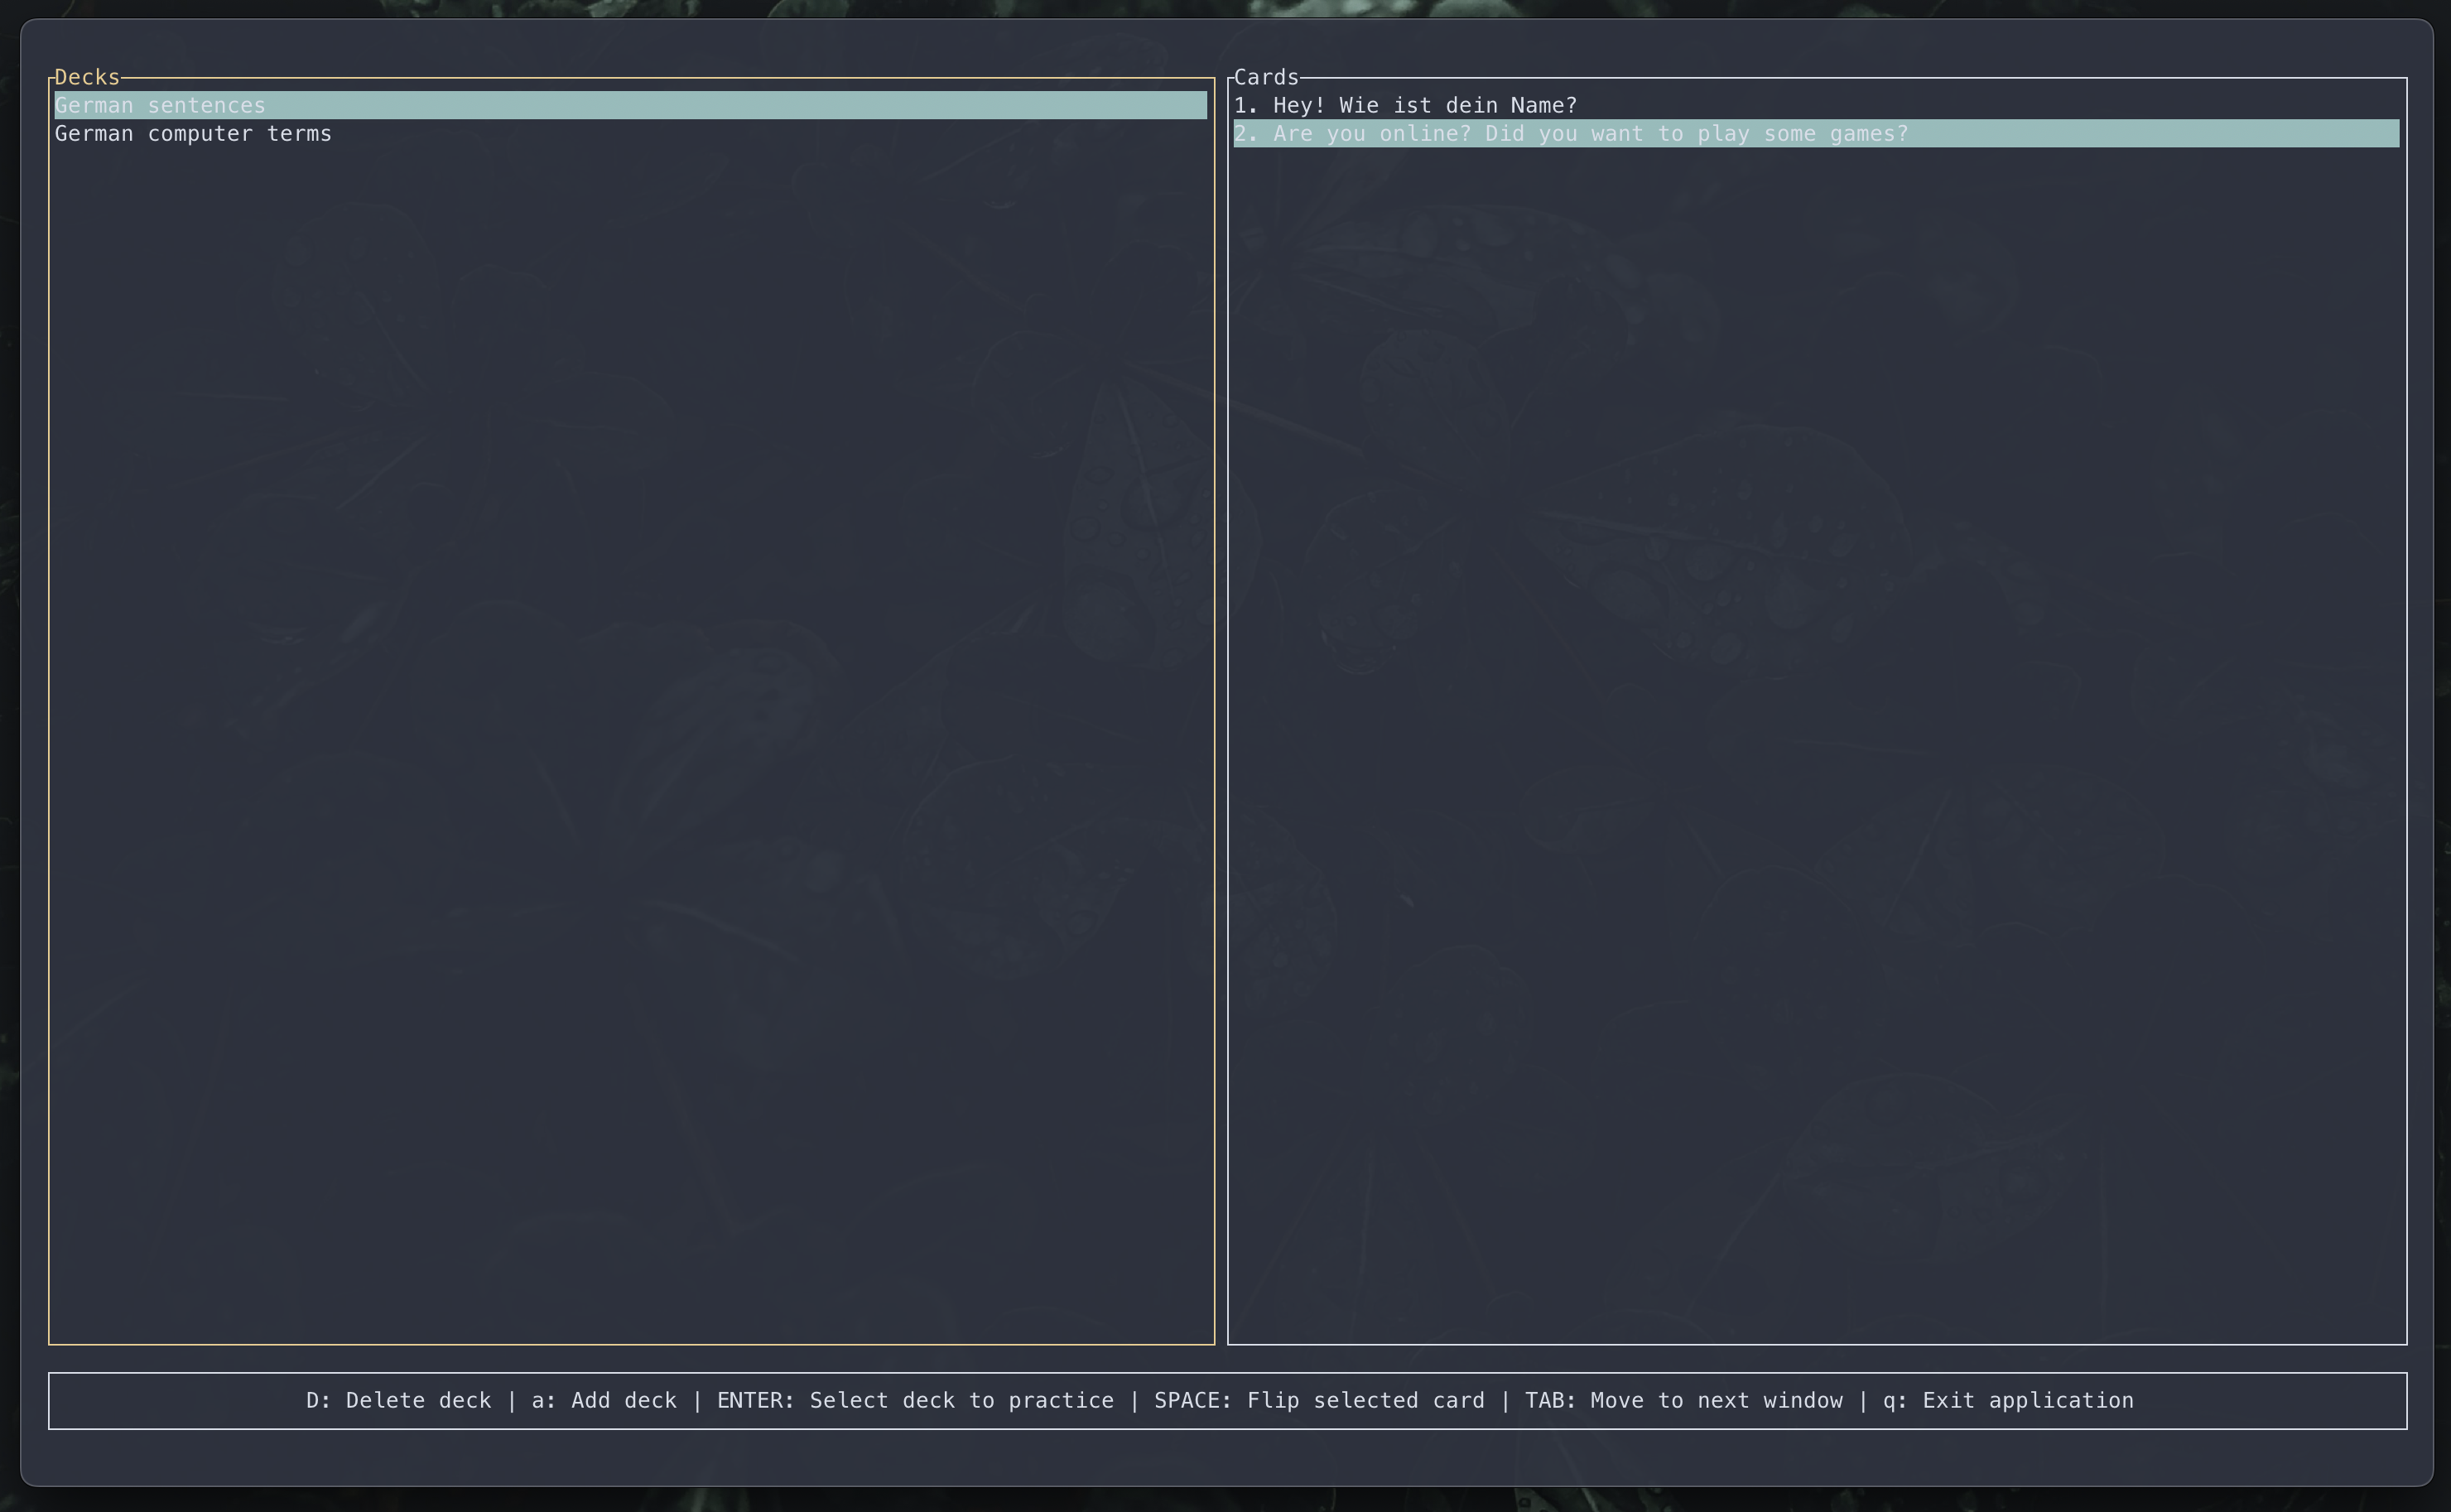 Decks
German sentences
German computer terms
Cards
1. Hey! Wie ist dein Name?
2. Are you online? Did you want to play some games?
D: Delete deck | a: Add deck | ENTER: Select deck to practice | SPACE: Flip selected card | TAB: Move to next window | q: Exit application